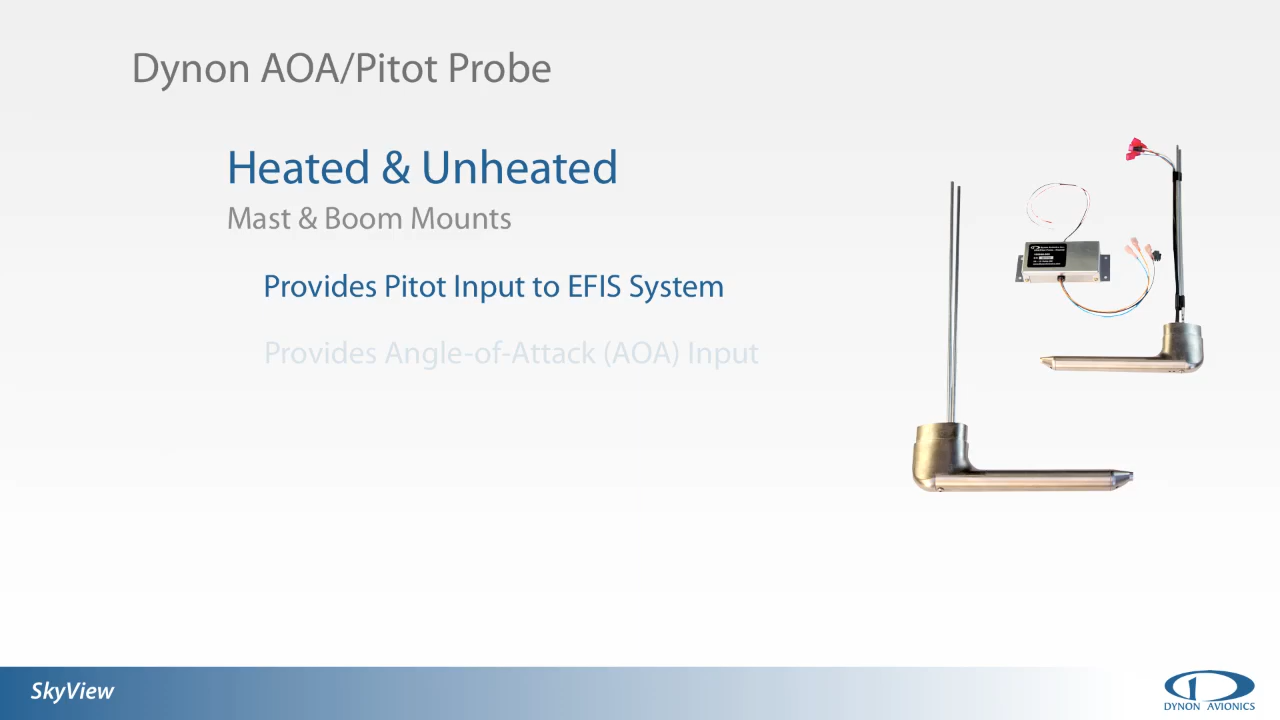 Dynon AOA/Pitot Probe
Heated & Unheated
Mast & Boom Mounts
Provides Pitot Input to EFIS System
Provides Angle-of-Attack (AOA) Input
SkyView
DYNON AVIONICS